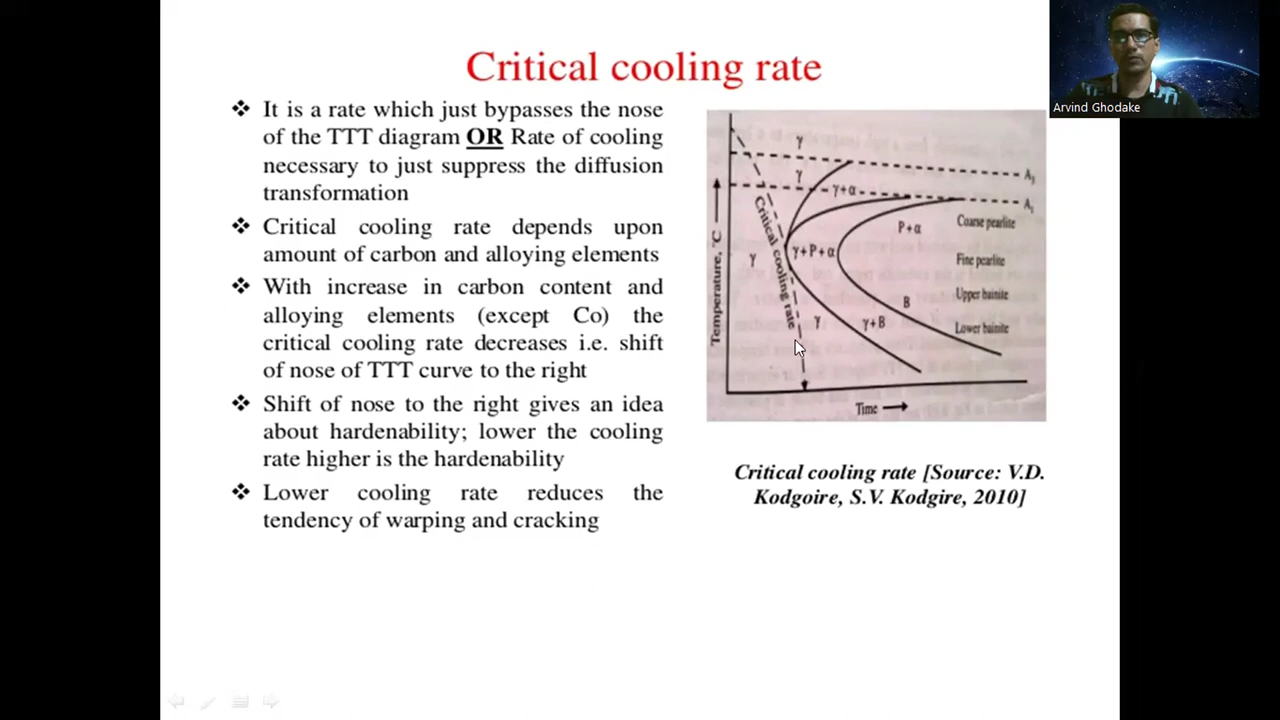 Critical cooling rate
❖ It is a rate which just bypasses the nose
of the TTT diagram OR Rate of cooling
necessary to just suppress the diffusion
transformation
❖ Critical cooling rate depends upon
amount of carbon and alloying elements
❖ With increase in carbon content and
alloying elements (except Co) the
critical cooling rate decreases i.e. shift
of nose of TTT curve to the right
❖ Shift of nose to the right gives an idea
about hardenability; lower the cooling
rate higher is the hardenability
❖ Lower cooling rate reduces the
tendency of warping and cracking
Arvind Ghodake
γ
A₃
γ
γ+α
A₁
Temperature, °C
Critical cooling rate
P+α
Coarse pearlite
γ
γ+P+α
Fine pearlite
B
Upper bainite
γ
γ+B
Lower bainite
Time
Critical cooling rate [Source: V.D.
Kodgoire, S.V. Kodgire, 2010]